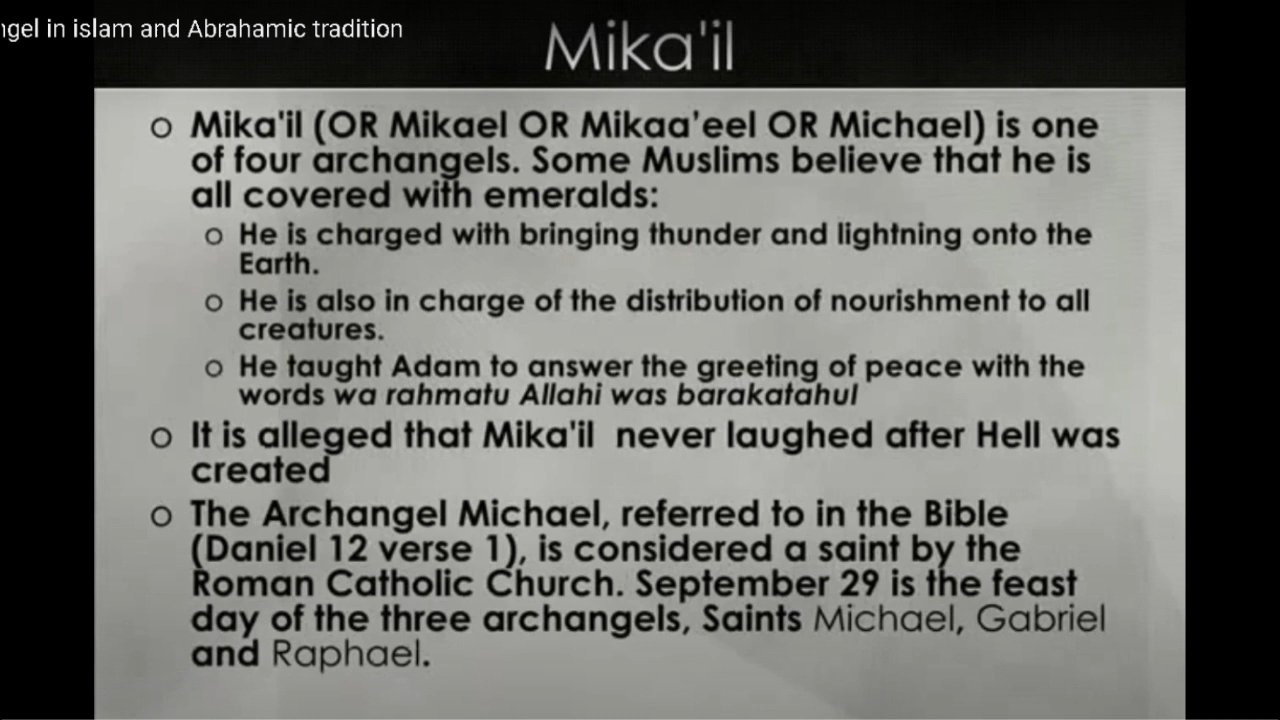 ngel in islam and Abrahamic tradition
Mika'il
o Mika'il (OR Mikael OR Mikaa'eel OR Michael) is one
of four archangels. Some Muslims believe that he is
all covered with emeralds:
o He is charged with bringing thunder and lightning onto the
Earth.
o He is also in charge of the distribution of nourishment to all
creatures.
o He taught Adam to answer the greeting of peace with the
words wa rahmatu Allahi was barakatahul
o It is alleged that Mika'il never laughed after Hell was
created
o The Archangel Michael, referred to in the Bible
(Daniel 12 verse 1), is considered a saint by the
Roman Catholic Church. September 29 is the feast
day of the three archangels, Saints Michael, Gabriel
and Raphael.